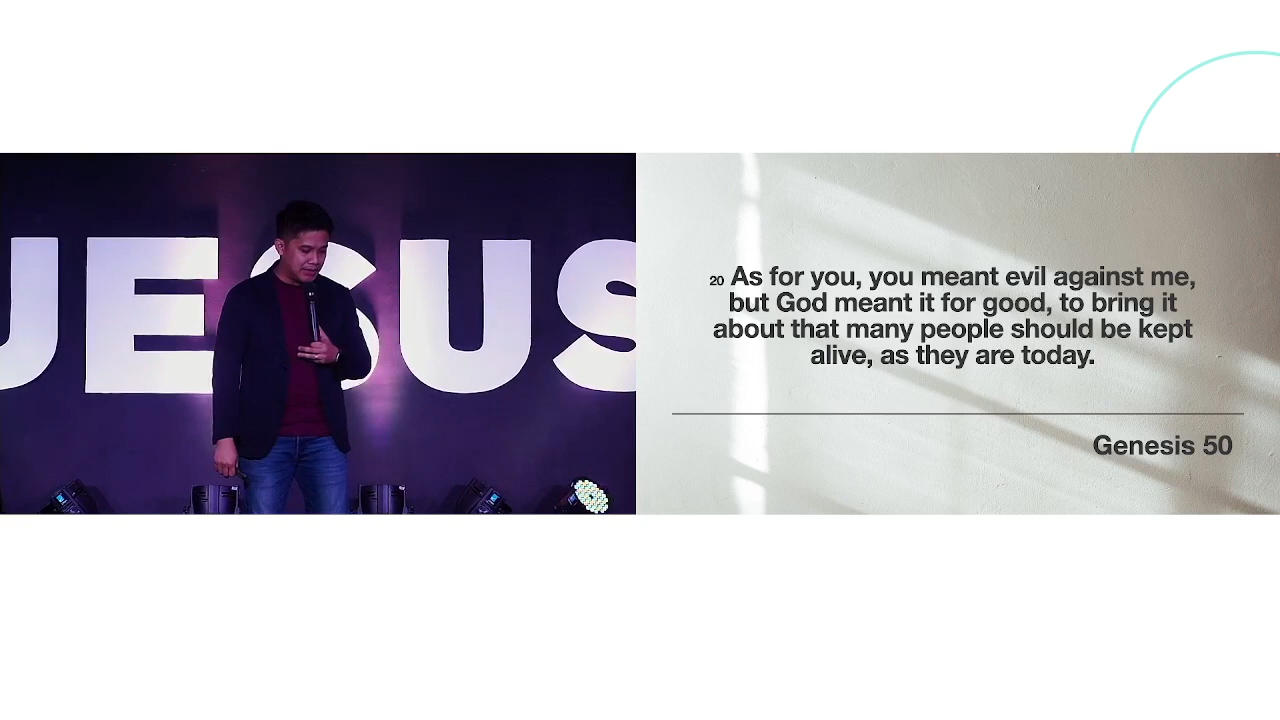 JESUS
20 As for you, you meant evil against me,
but God meant it for good, to bring it
about that many people should be kept
alive, as they are today.
Genesis 50